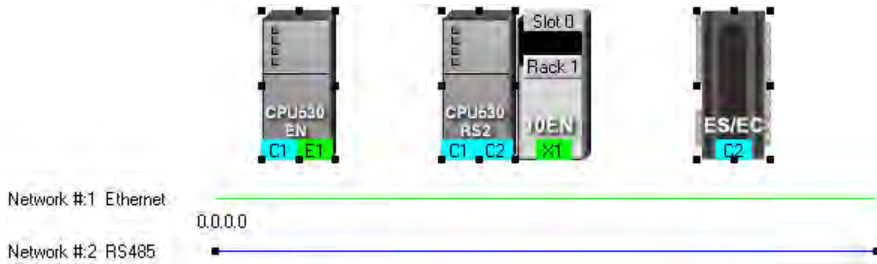 Slot 0
Rack 1
CPU530
EN
C1 E1
CPU530
RS2
C1 C2
10EN
X1
ES/EC
C2
Network #:1 Ethernet
0.0.0.0
Network #:2 RS485